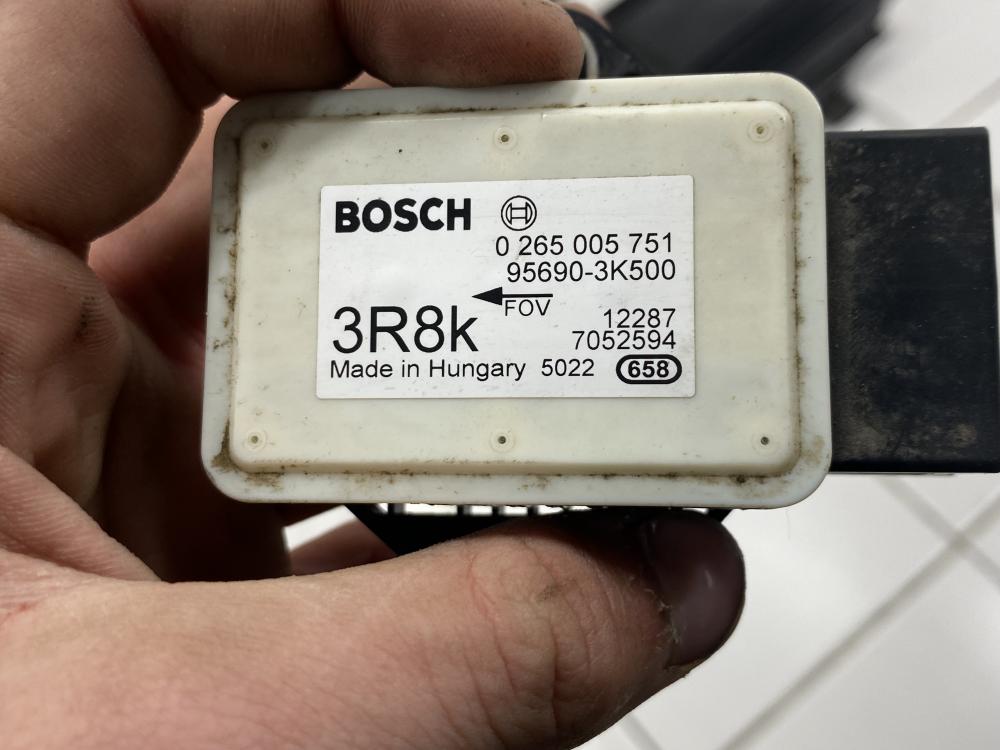 BOSCH
0 265 005 751
95690-3K500
FOV
3R8k
12287
7052594
Made in Hungary 5022 658